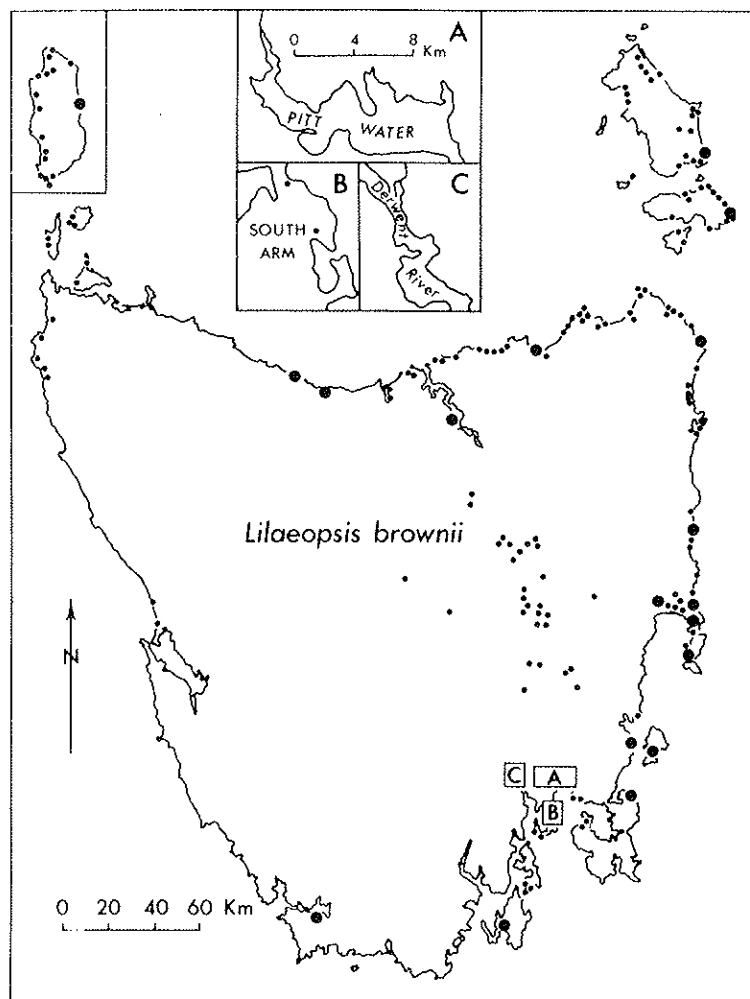 A
0 4 8
Km
PITT WATER
B
SOUTH
ARM
C
Derwent
River
Lilaeopsis brownii
N
C
A
B
0 20 40 60 Km